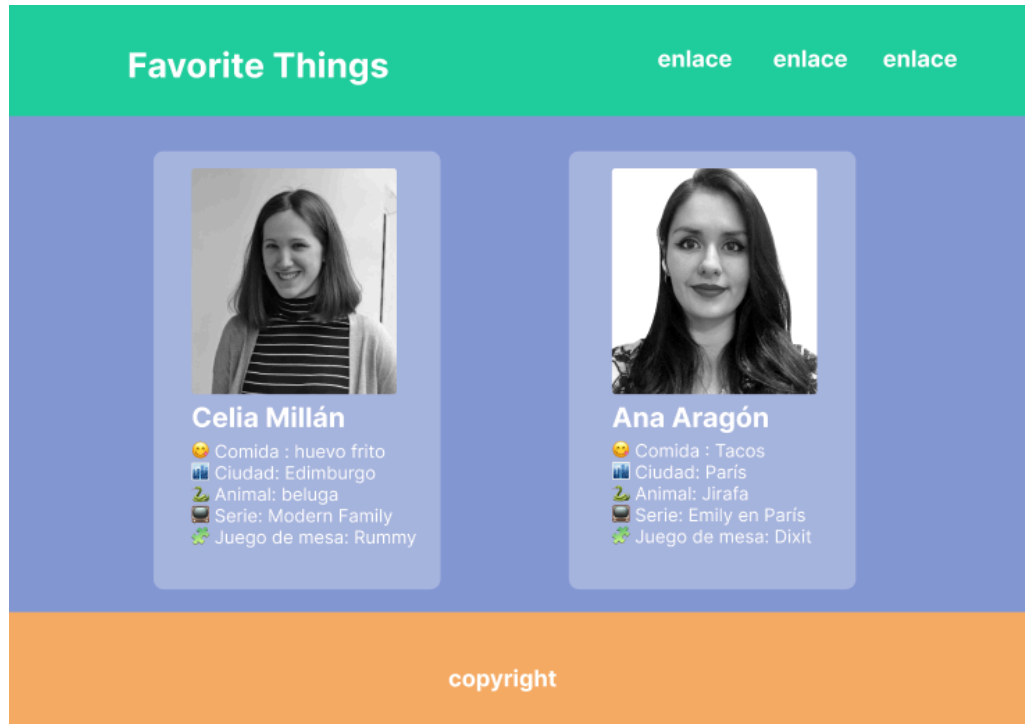 Favorite Things
enlace enlace enlace
Celia Millán
😋 Comida : huevo frito
🏙️ Ciudad: Edimburgo
🐍 Animal: beluga
📺 Serie: Modern Family
🧩 Juego de mesa: Rummy
Ana Aragón
😋 Comida : Tacos
🏙️ Ciudad: París
🐍 Animal: Jirafa
📺 Serie: Emily en París
🧩 Juego de mesa: Dixit
copyright